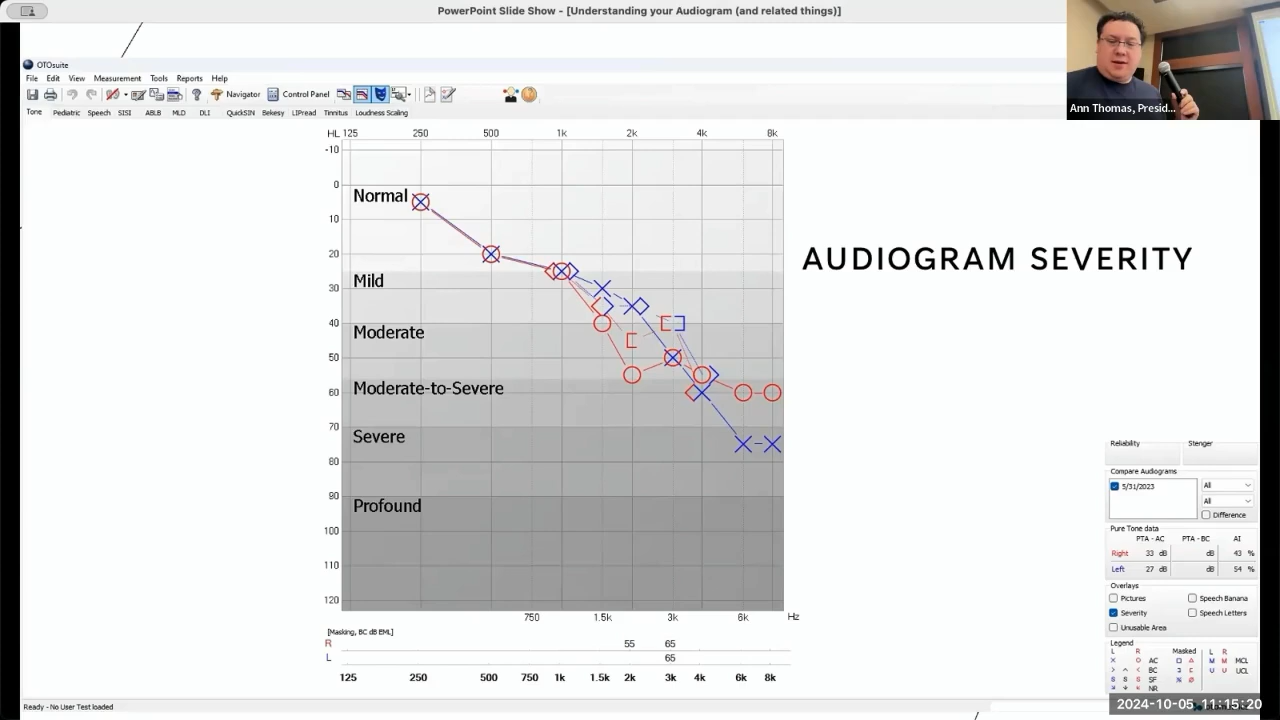 PowerPoint Slide Show - [Understanding your Audiogram (and related things)]
Ann Thomas, Presid...
OTOsuite
File Edit View Measurement Tools Reports Help
Navigator Control Panel
Tone Pediatric Speech SISI ABLB MLD DLI QuickSIN Bekesy LIPread Tinnitus Loudness Scaling
HL 125 250 500 1k 2k 4k 8k
-10
0
Normal
10
20
Mild
30
40
Moderate
50
Moderate-to-Severe
60
70
Severe
80
90
Profound
100
110
120
750 1.5k 3k 6k Hz
AUDIOGRAM SEVERITY
[Masking, BC dB EML]
R 55 65
L 65
125 250 500 750 1k 1.5k 2k 3k 4k 6k 8k
Reliability Stenger
Compare Audiograms
5/31/2023 All
All
Difference
Pure Tone data
PTA - AC PTA - BC AI
Right 33 dB dB 43 %
Left 27 dB dB 54 %
Overlays
Pictures Speech Banana
Severity Speech Letters
Unusable Area
Legend
L R Masked L R
AC MCL
BC UCL
SF
NR
Ready - No User Test loaded
2024-10-05 11:15:20